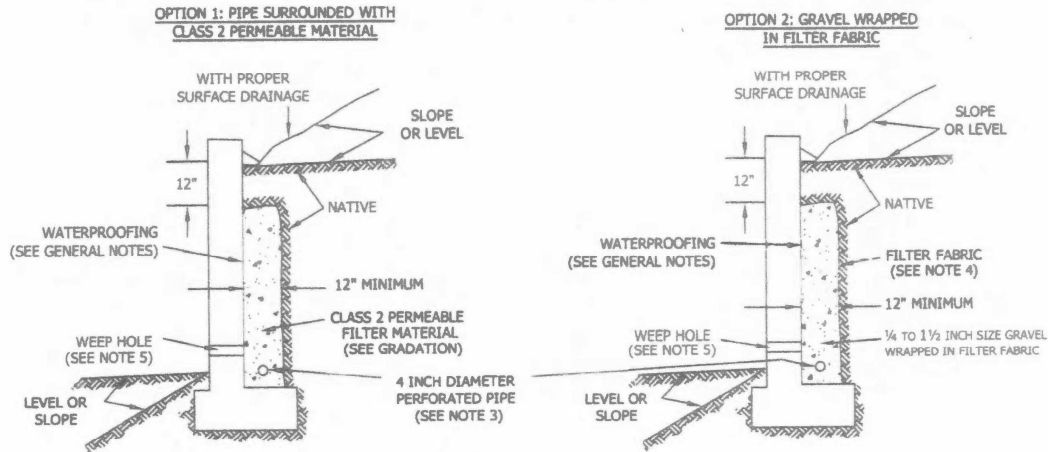 OPTION 1: PIPE SURROUNDED WITH
CLASS 2 PERMEABLE MATERIAL
WITH PROPER
SURFACE DRAINAGE
SLOPE
OR LEVEL
12"
NATIVE
WATERPROOFING
(SEE GENERAL NOTES)
12" MINIMUM
CLASS 2 PERMEABLE
FILTER MATERIAL
(SEE GRADATION)
WEEP HOLE
(SEE NOTE 5)
4 INCH DIAMETER
PERFORATED PIPE
(SEE NOTE 3)
LEVEL OR
SLOPE
OPTION 2: GRAVEL WRAPPED
IN FILTER FABRIC
WITH PROPER
SURFACE DRAINAGE
SLOPE
OR LEVEL
12"
NATIVE
WATERPROOFING
(SEE GENERAL NOTES)
FILTER FABRIC
(SEE NOTE 4)
12" MINIMUM
WEEP HOLE
(SEE NOTE 5)
¼ TO 1½ INCH SIZE GRAVEL
WRAPPED IN FILTER FABRIC
LEVEL OR
SLOPE